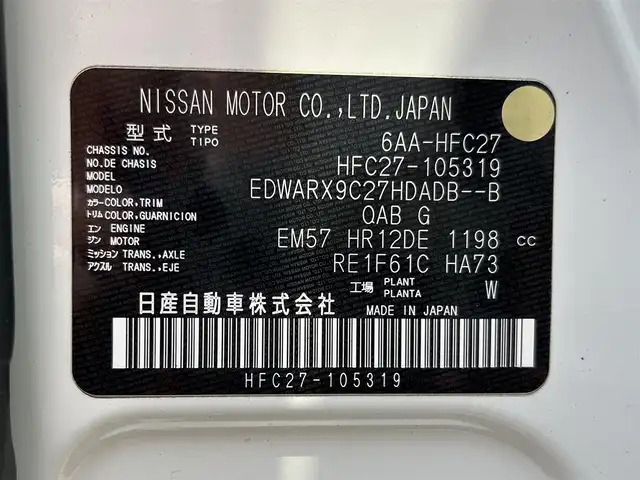 NISSAN MOTOR CO.,LTD.JAPAN
型式 TYPE TIPO 6AA-HFC27
CHASSIS NO. NO.DE CHASIS HFC27-105319
MODEL MODELO EDWARX9C27HDADB--B
カラー COLOR,TRIM トリム COLOR,GUARNICION QAB G
エン ENGINE ジン MOTOR EM57 HR12DE 1198 cc
ミッション TRANS.,AXLE アクスル TRANS.,EJE RE1F61C HA73
工場 PLANT PLANTA W
日産自動車株式会社 MADE IN JAPAN
HFC27-105319